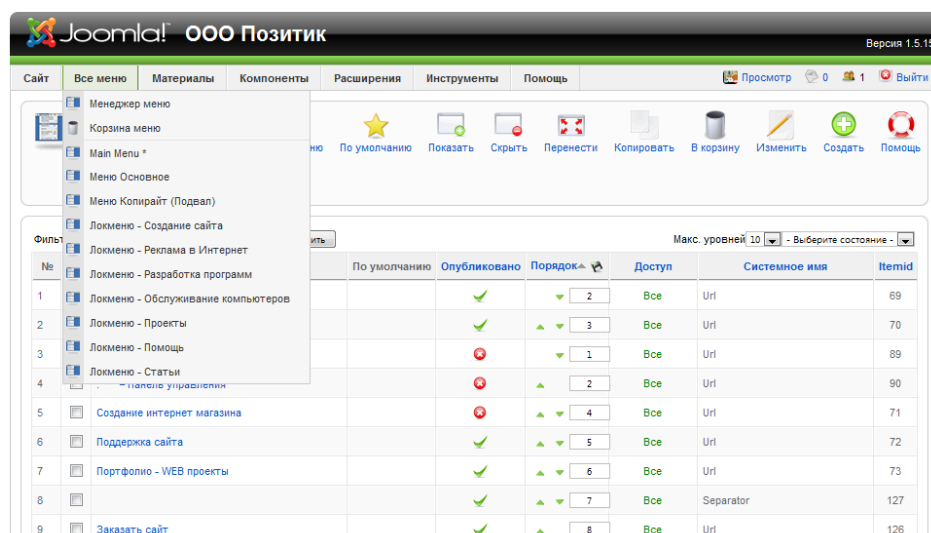 Joomla! ООО Позитик
Версия 1.5.15
Сайт Все меню Материалы Компоненты Расширения Инструменты Помощь Просмотр 0 1 Выйти
Менеджер меню
Корзина меню
Main Menu *
Меню Основное
Меню Копирайт (Подвал)
Локменю - Создание сайта
Локменю - Реклама в Интернет
Локменю - Разработка программ
Локменю - Обслуживание компьютеров
Локменю - Проекты
Локменю - Помощь
Локменю - Статьи
По умолчанию Показать Скрыть Перенести Копировать В корзину Изменить Создать Помощь
Макс. уровней 10 - Выберите состояние -
№ По умолчанию Опубликовано Порядок Доступ Системное имя Itemid
1 2 Все Url 69
2 3 Все Url 70
3 1 Все Url 89
4 . – Панель управления 2 Все Url 90
5 Создание интернет магазина 4 Все Url 71
6 Поддержка сайта 5 Все Url 72
7 Портфолио - WEB проекты 6 Все Url 73
8 7 Все Separator 127
9 Заказать сайт 8 Все Url 126